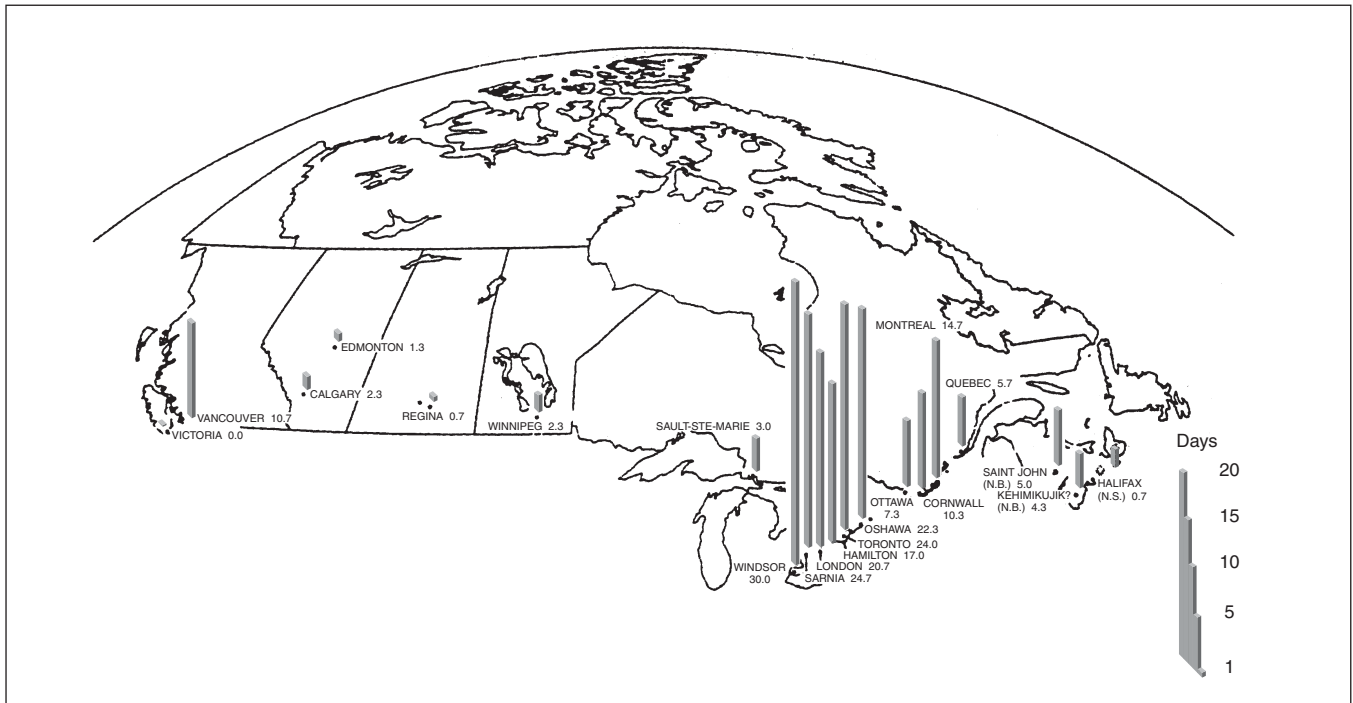 MONTREAL 14.7
EDMONTON 1.3
QUEBEC 5.7
CALGARY 2.3
VANCOUVER 10.7
REGINA 0.7
WINNIPEG 2.3
SAULT-STE-MARIE 3.0
VICTORIA 0.0
Days
20
15
10
5
1
SAINT JOHN
(N.B.) 5.0
KEHIMIKUJIK?
(N.B.) 4.3
HALIFAX
(N.S.) 0.7
OTTAWA
7.3
CORNWALL
10.3
OSHAWA 22.3
TORONTO 24.0
HAMILTON 17.0
LONDON 20.7
SARNIA 24.7
WINDSOR
30.0